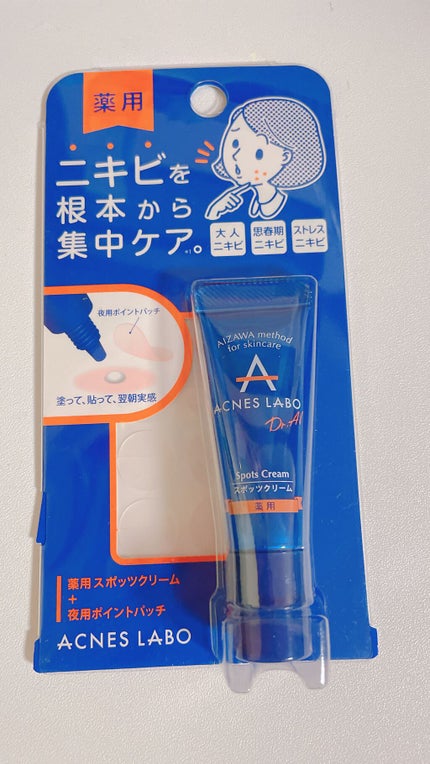 薬用
ニキビを
根本から
集中ケア。
※1
大人
ニキビ
思春期
ニキビ
ストレス
ニキビ
夜用ポイントパッチ
塗って、貼って、翌朝実感
AIZAWA method
for skincare
A
ACNES LABO
Dr.AI
Spots Cream
スポッツクリーム
薬用
薬用スポッツクリーム
+
夜用ポイントパッチ
ACNES LABO